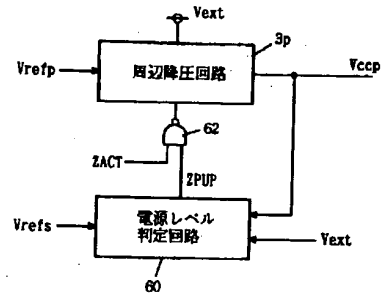 Vext
3p
Vrefp
周辺降圧回路
Vccp
62
ZACT
ZPUP
Vrefs
電源レベル
判定回路
Vext
60